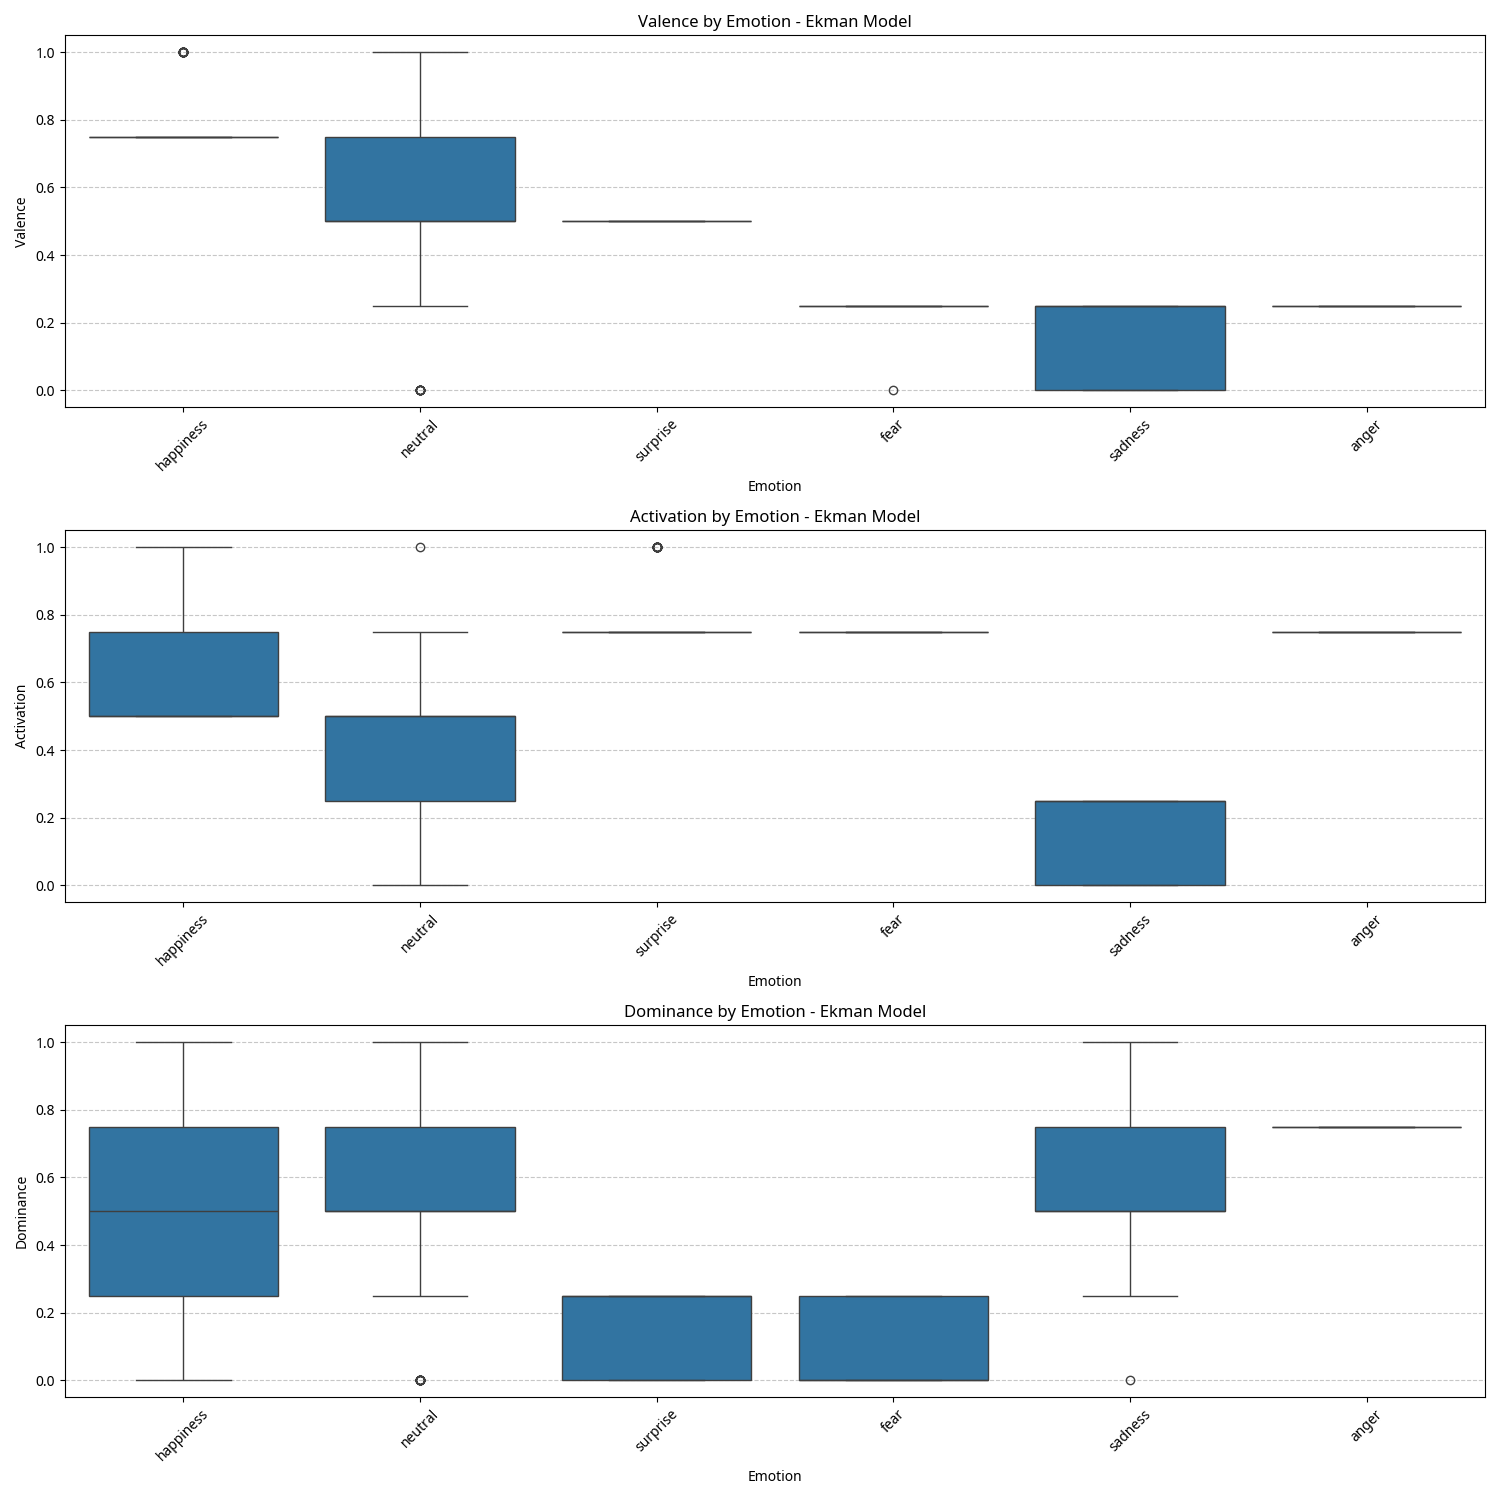 Valence by Emotion - Ekman Model
1.0
0.8
0.6
0.4
0.2
0.0
Valence
happiness
neutral
surprise
fear
sadness
anger
Emotion
Activation by Emotion - Ekman Model
1.0
0.8
0.6
0.4
0.2
0.0
Activation
happiness
neutral
surprise
fear
sadness
anger
Emotion
Dominance by Emotion - Ekman Model
1.0
0.8
0.6
0.4
0.2
0.0
Dominance
happiness
neutral
surprise
fear
sadness
anger
Emotion